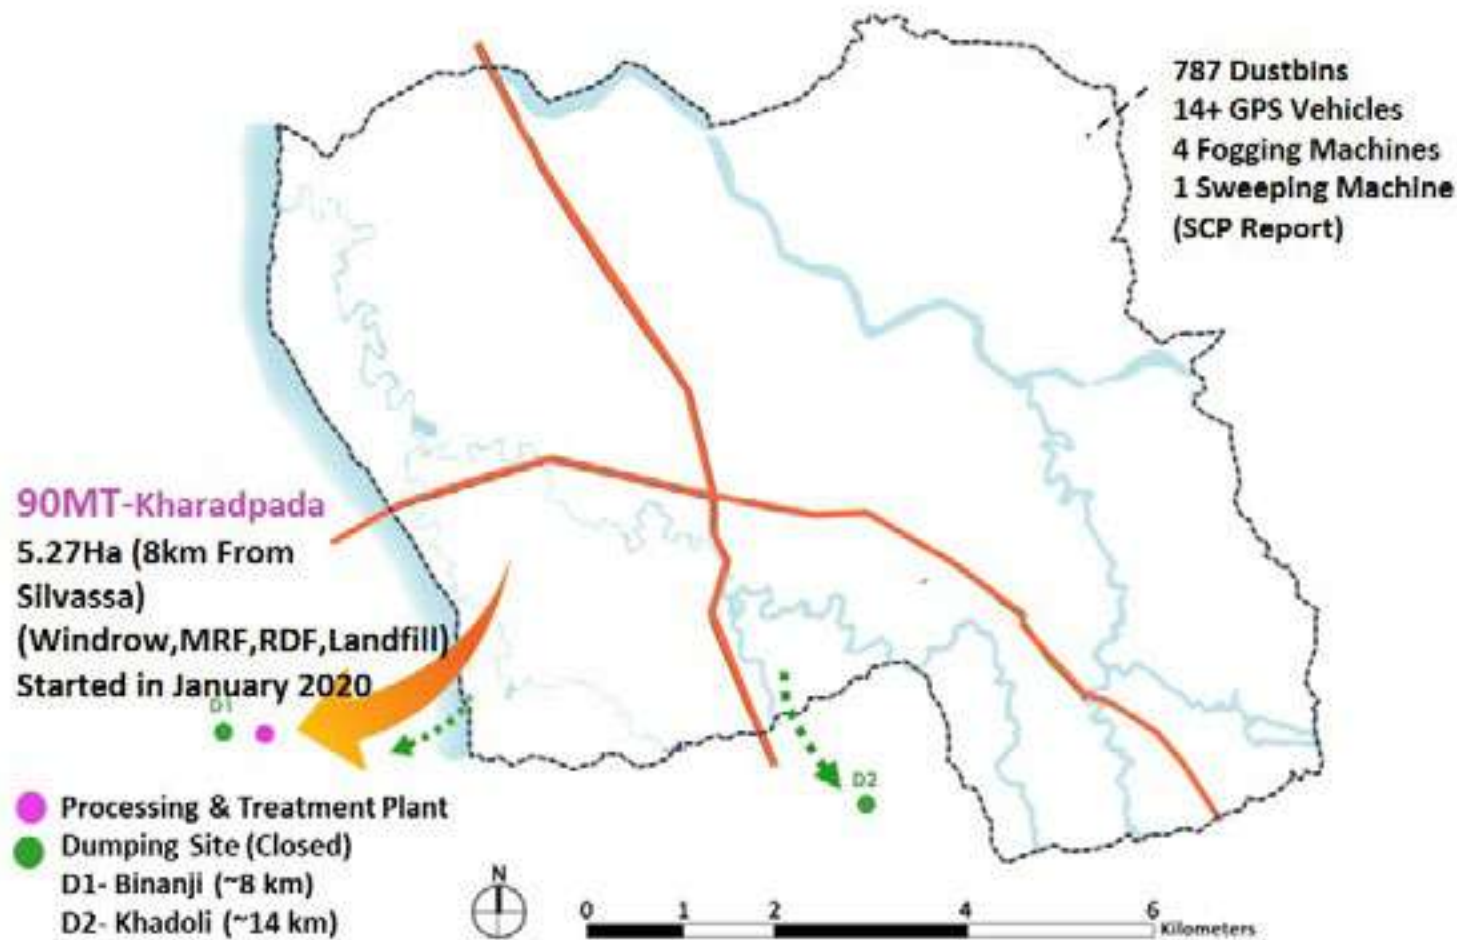 787 Dustbins
14+ GPS Vehicles
4 Fogging Machines
1 Sweeping Machine
(SCP Report)
90MT-Kharadpada
5.27Ha (8km From
Silvassa)
(Windrow,MRF,RDF,Landfill)
Started in January 2020
D1
D2
Processing & Treatment Plant
Dumping Site (Closed)
D1- Binanji (~8 km)
D2- Khadoli (~14 km)
N
0 1 2 4 6
Kilometers